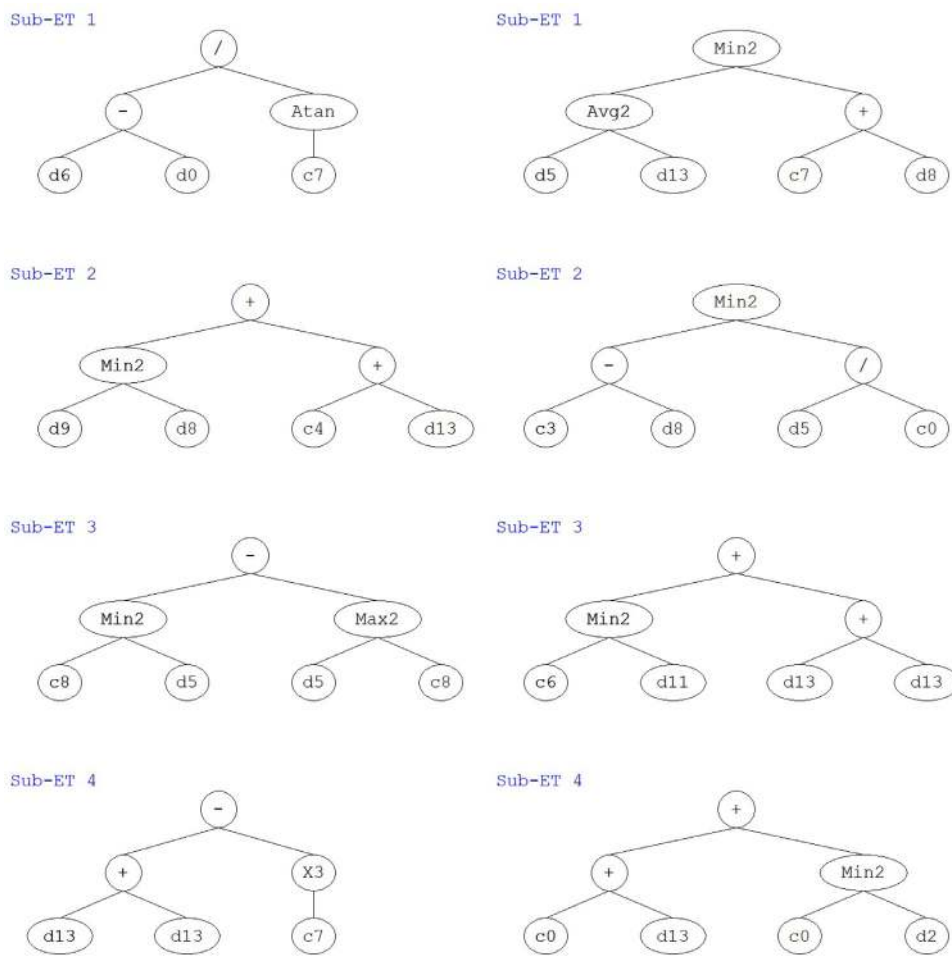 Sub-ET 1
/
- Atan
d6 d0 c7
Sub-ET 1
Min2
Avg2 +
d5 d13 c7 d8
Sub-ET 2
+
Min2 +
d9 d8 c4 d13
Sub-ET 2
Min2
- /
c3 d8 d5 c0
Sub-ET 3
-
Min2 Max2
c8 d5 d5 c8
Sub-ET 3
+
Min2 +
c6 d11 d13 d13
Sub-ET 4
-
+ X3
d13 d13 c7
Sub-ET 4
+
+ Min2
c0 d13 c0 d2